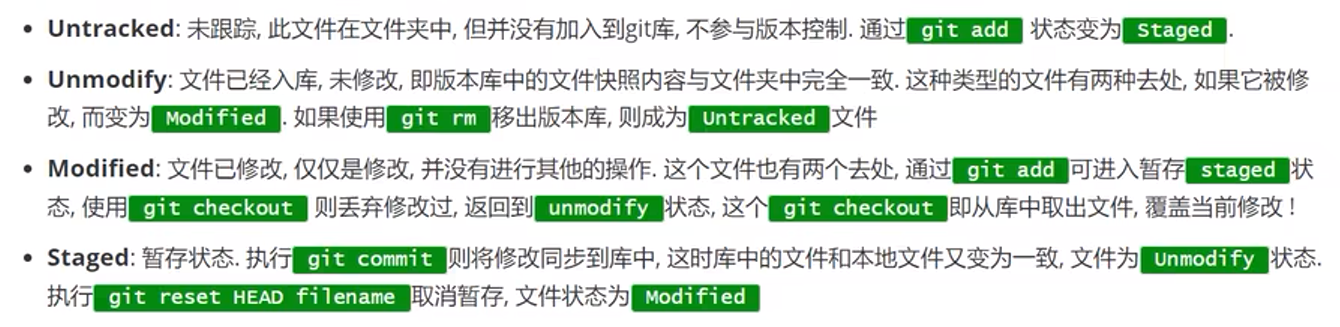 • Untracked: 未跟踪, 此文件在文件夹中, 但并没有加入到git库, 不参与版本控制. 通过 git add 状态变为 Staged .
• Unmodify: 文件已经入库, 未修改, 即版本库中的文件快照内容与文件夹中完全一致. 这种类型的文件有两种去处, 如果它被修
改, 而变为 Modified . 如果使用 git rm 移出版本库, 则成为 Untracked 文件
• Modified: 文件已修改, 仅仅是修改, 并没有进行其他的操作. 这个文件也有两个去处, 通过 git add 可进入暂存 staged 状
态, 使用 git checkout 则丢弃修改过, 返回到 unmodify 状态, 这个 git checkout 即从库中取出文件, 覆盖当前修改 !
• Staged: 暂存状态. 执行 git commit 则将修改同步到库中, 这时库中的文件和本地文件又变为一致, 文件为 Unmodify 状态.
执行 git reset HEAD filename 取消暂存, 文件状态为 Modified